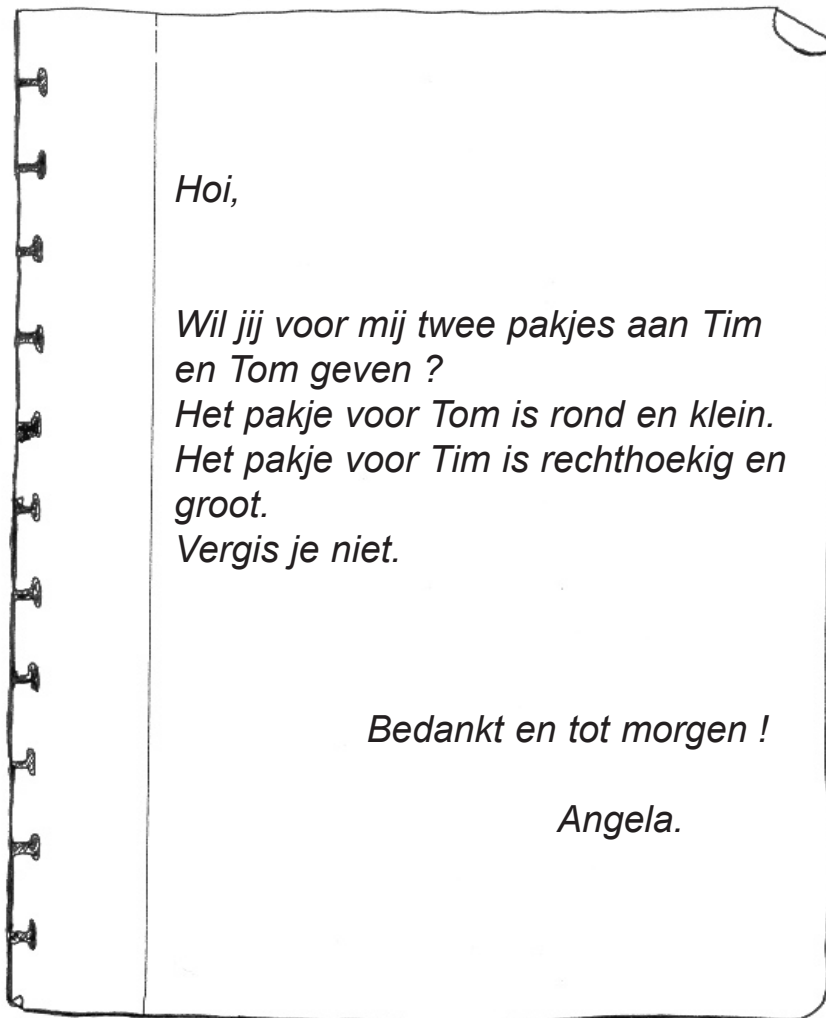 Hoi,
Wil jij voor mij twee pakjes aan Tim
en Tom geven ?
Het pakje voor Tom is rond en klein.
Het pakje voor Tim is rechthoekig en
groot.
Vergis je niet.
Bedankt en tot morgen !
Angela.